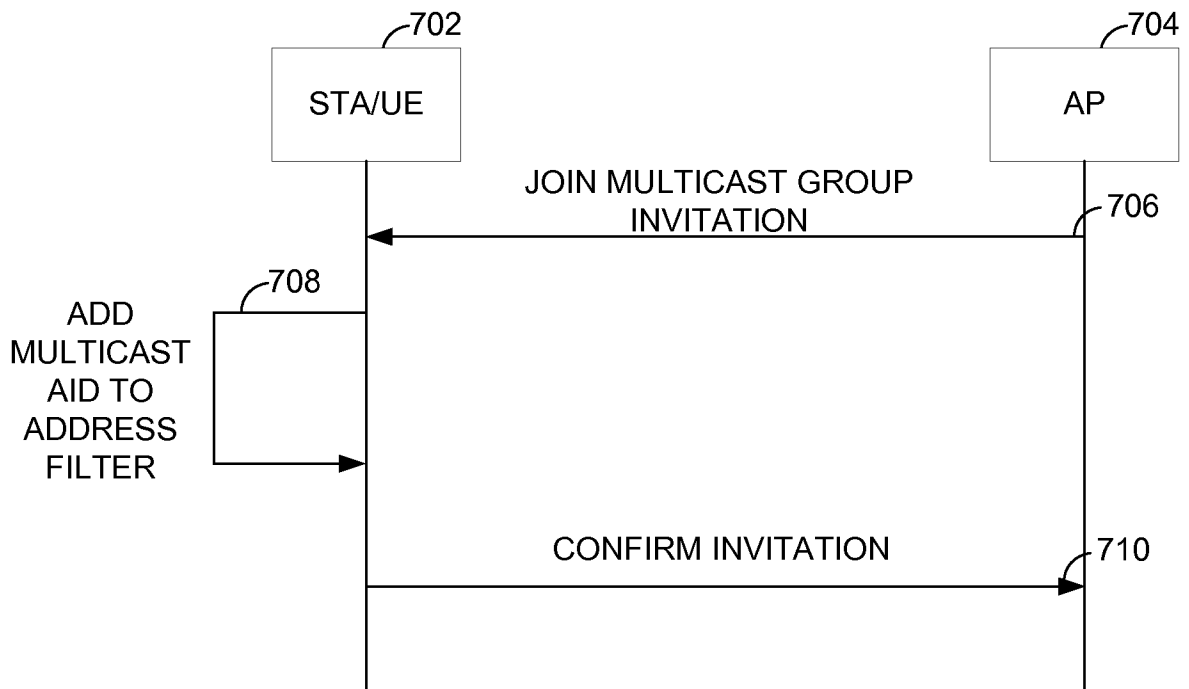 702
704
STA/UE
AP
JOIN MULTICAST GROUP
INVITATION
706
708
ADD
MULTICAST
AID TO
ADDRESS
FILTER
CONFIRM INVITATION
710